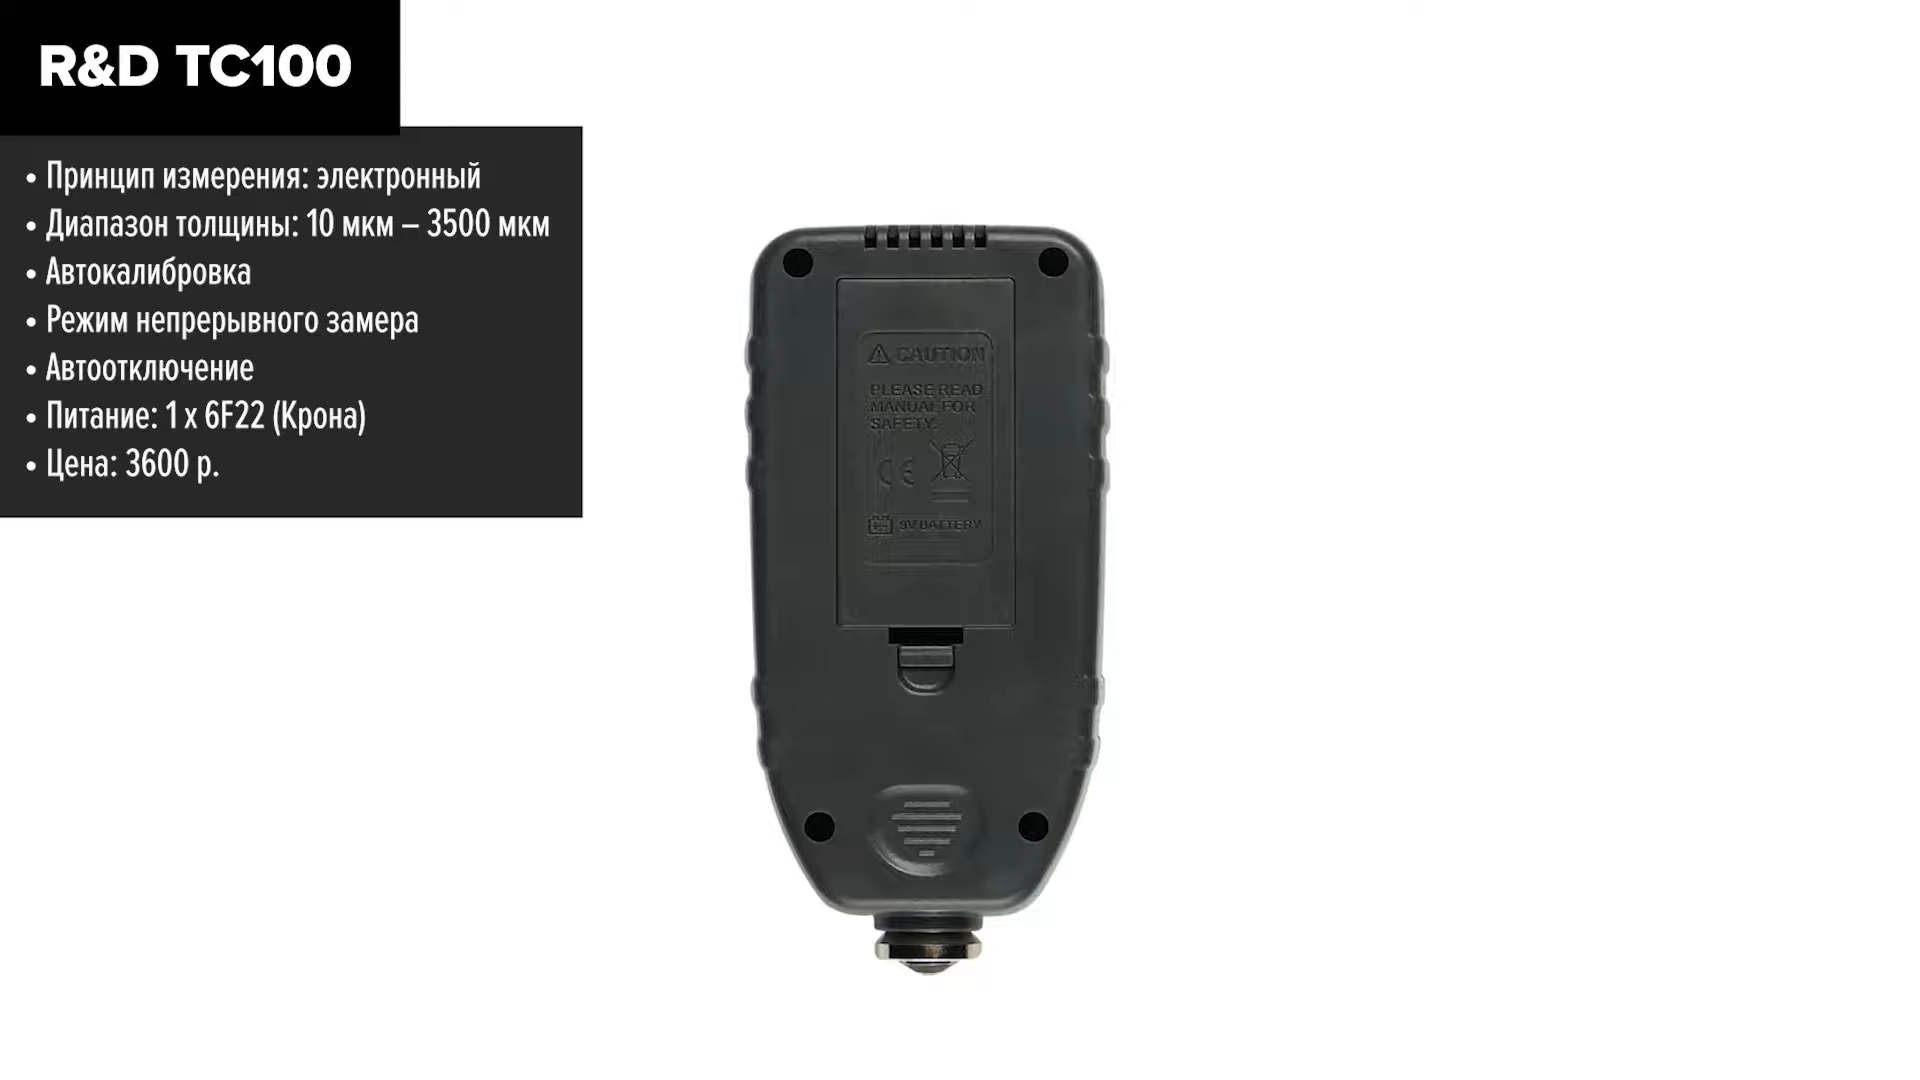 R&D TC100
• Принцип измерения: электронный
• Диапазон толщины: 10 мкм – 3500 мкм
• Автокалибровка
• Режим непрерывного замера
• Автоотключение
• Питание: 1 x 6F22 (Крона)
• Цена: 3600 р.
⚠ CAUTION
PLEASE READ
MANUAL FOR
SAFETY.
CE
9V BATTERY